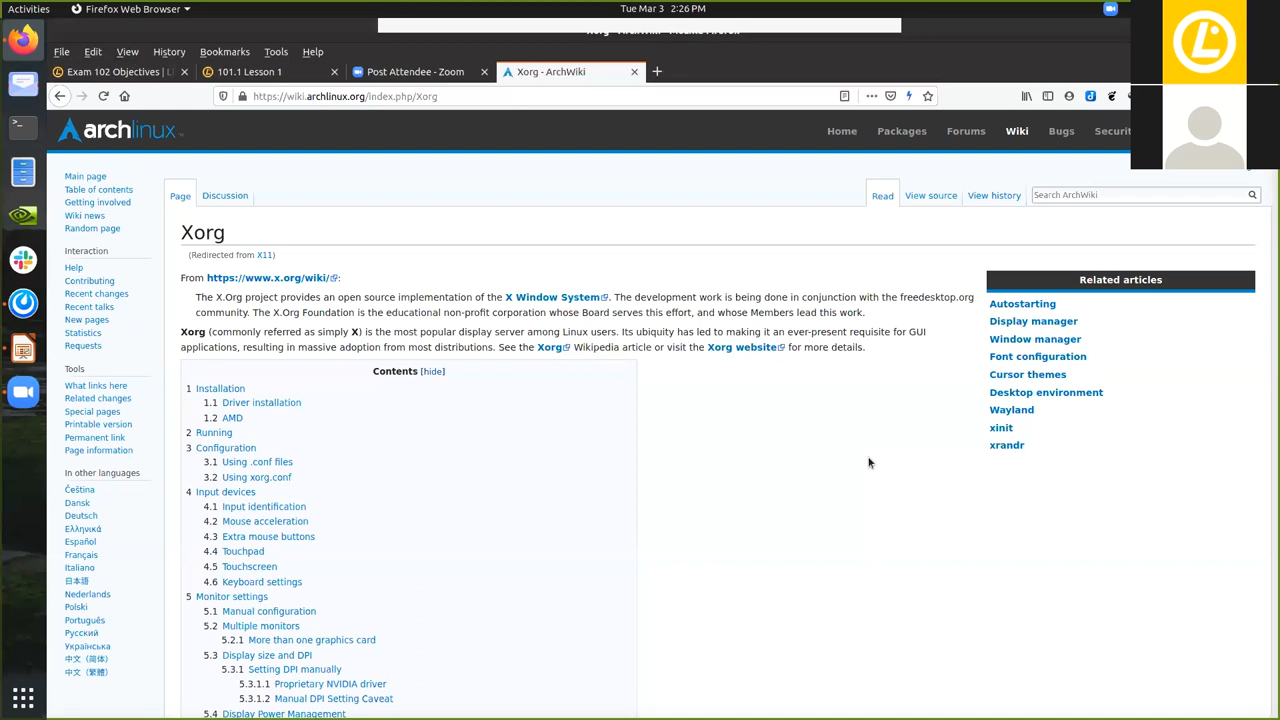 Activities
Firefox Web Browser
Tue Mar 3 2:26 PM
Xorg - ArchWiki - Mozilla Firefox
File Edit View History Bookmarks Tools Help
Exam 102 Objectives | L
101.1 Lesson 1
Post Attendee - Zoom
Xorg - ArchWiki
https://wiki.archlinux.org/index.php/Xorg
archlinux
Home Packages Forums Wiki Bugs Securi
Main page
Table of contents
Getting involved
Wiki news
Random page
Interaction
Help
Contributing
Recent changes
Recent talks
New pages
Statistics
Requests
Tools
What links here
Related changes
Special pages
Printable version
Permanent link
Page information
In other languages
Čeština
Dansk
Deutsch
Ελληνικά
Español
Français
Italiano
日本語
Nederlands
Polski
Português
Русский
Українська
中文（简体）
中文（繁體）
Page Discussion
Read View source View history
Search ArchWiki
Xorg
(Redirected from X11)
From https://www.x.org/wiki/:
The X.Org project provides an open source implementation of the X Window System. The development work is being done in conjunction with the freedesktop.org
community. The X.Org Foundation is the educational non-profit corporation whose Board serves this effort, and whose Members lead this work.
Xorg (commonly referred as simply X) is the most popular display server among Linux users. Its ubiquity has led to making it an ever-present requisite for GUI
applications, resulting in massive adoption from most distributions. See the Xorg Wikipedia article or visit the Xorg website for more details.
Contents [hide]
1 Installation
1.1 Driver installation
1.2 AMD
2 Running
3 Configuration
3.1 Using .conf files
3.2 Using xorg.conf
4 Input devices
4.1 Input identification
4.2 Mouse acceleration
4.3 Extra mouse buttons
4.4 Touchpad
4.5 Touchscreen
4.6 Keyboard settings
5 Monitor settings
5.1 Manual configuration
5.2 Multiple monitors
5.2.1 More than one graphics card
5.3 Display size and DPI
5.3.1 Setting DPI manually
5.3.1.1 Proprietary NVIDIA driver
5.3.1.2 Manual DPI Setting Caveat
5.4 Display Power Management
Related articles
Autostarting
Display manager
Window manager
Font configuration
Cursor themes
Desktop environment
Wayland
xinit
xrandr